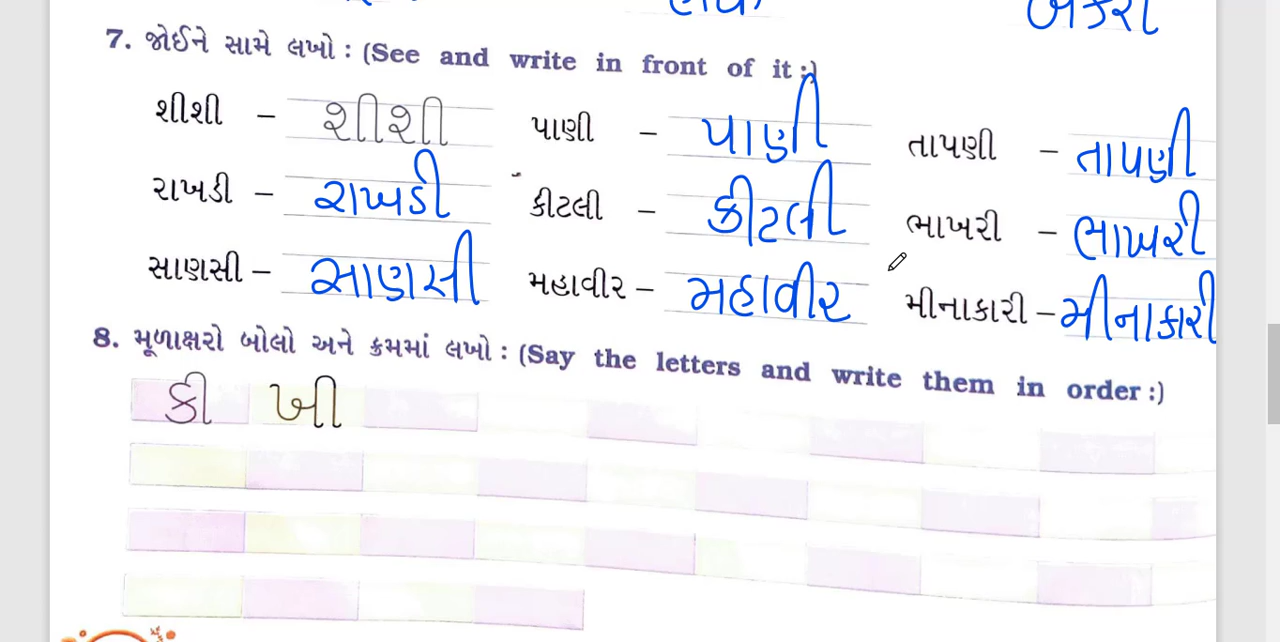 7. જોઈને સામે લખો : (See and write in front of it :)
શીશી – શીશી પાણી – પાણી તાપણી – તાપણી
રાખડી – રાખડી કીટલી – કીટલી ભાખરી – ભાખરી
સાણસી – સાણસી મહાવીર – મહાવીર મીનાકારી – મીનાકારી
8. મૂળાક્ષરો બોલો અને ક્રમમાં લખો : (Say the letters and write them in order :)
કી ખી